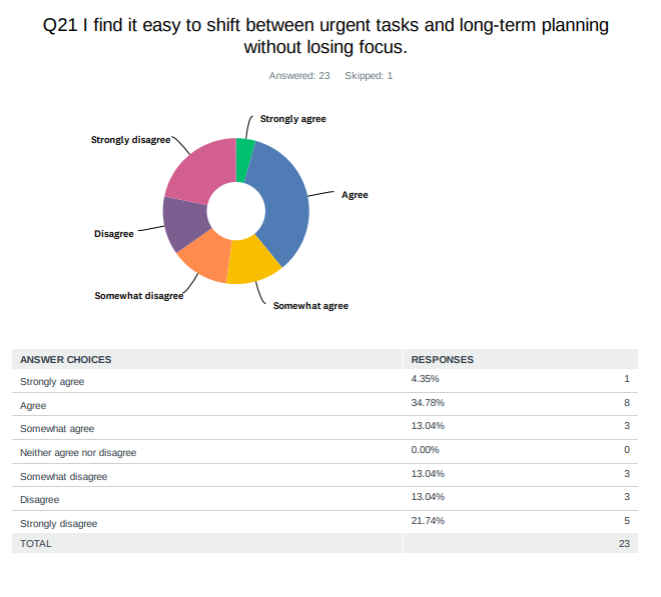 Q21 I find it easy to shift between urgent tasks and long-term planning
without losing focus.
Answered: 23 Skipped: 1
Strongly agree
Strongly disagree
Agree
Disagree
Somewhat disagree
Somewhat agree
ANSWER CHOICES RESPONSES
Strongly agree 4.35% 1
Agree 34.78% 8
Somewhat agree 13.04% 3
Neither agree nor disagree 0.00% 0
Somewhat disagree 13.04% 3
Disagree 13.04% 3
Strongly disagree 21.74% 5
TOTAL 23